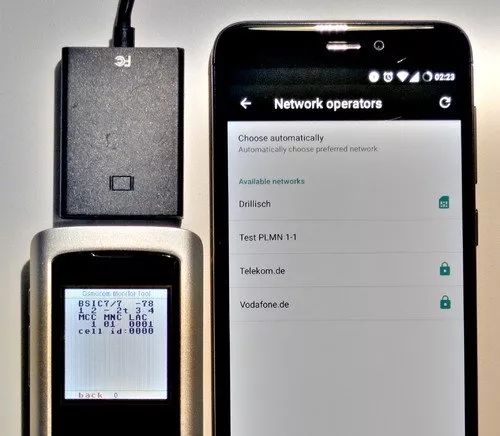 FC
02:23
Network operators
Choose automatically
Automatically choose preferred network
Available networks
Drillisch
Test PLMN 1-1
Telekom.de
Vodafone.de
Osmocom Monitor Tool
BSIC7/7 -78
1 2 - 2t 3 4
MCC MNC LAC
1 01 0001
cell id:0000
back 0